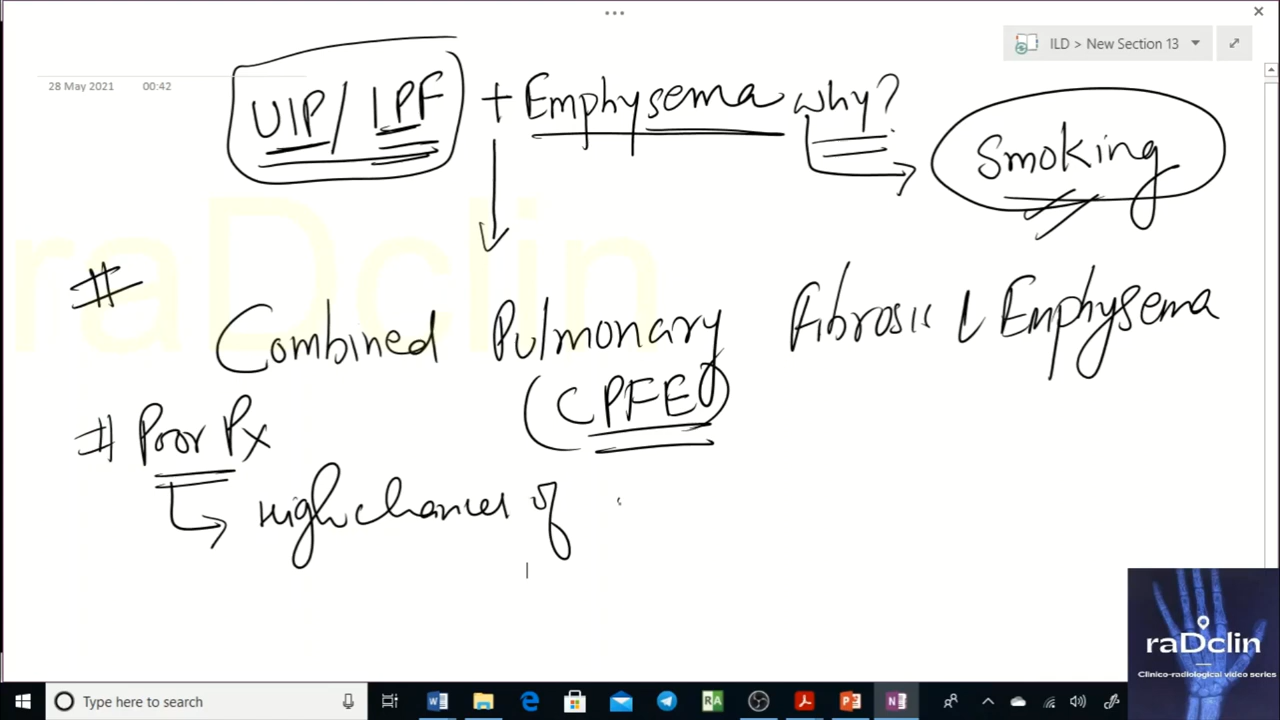 ILD > New Section 13
28 May 2021 00:42
UIP/ IPF + Emphysema why?
Smoking
raDclin
#
Combined Pulmonary Fibrosis & Emphysema
(CPFE)
# Poor Px
High chances of
raDclin
Clinico-radiological video series
Type here to search